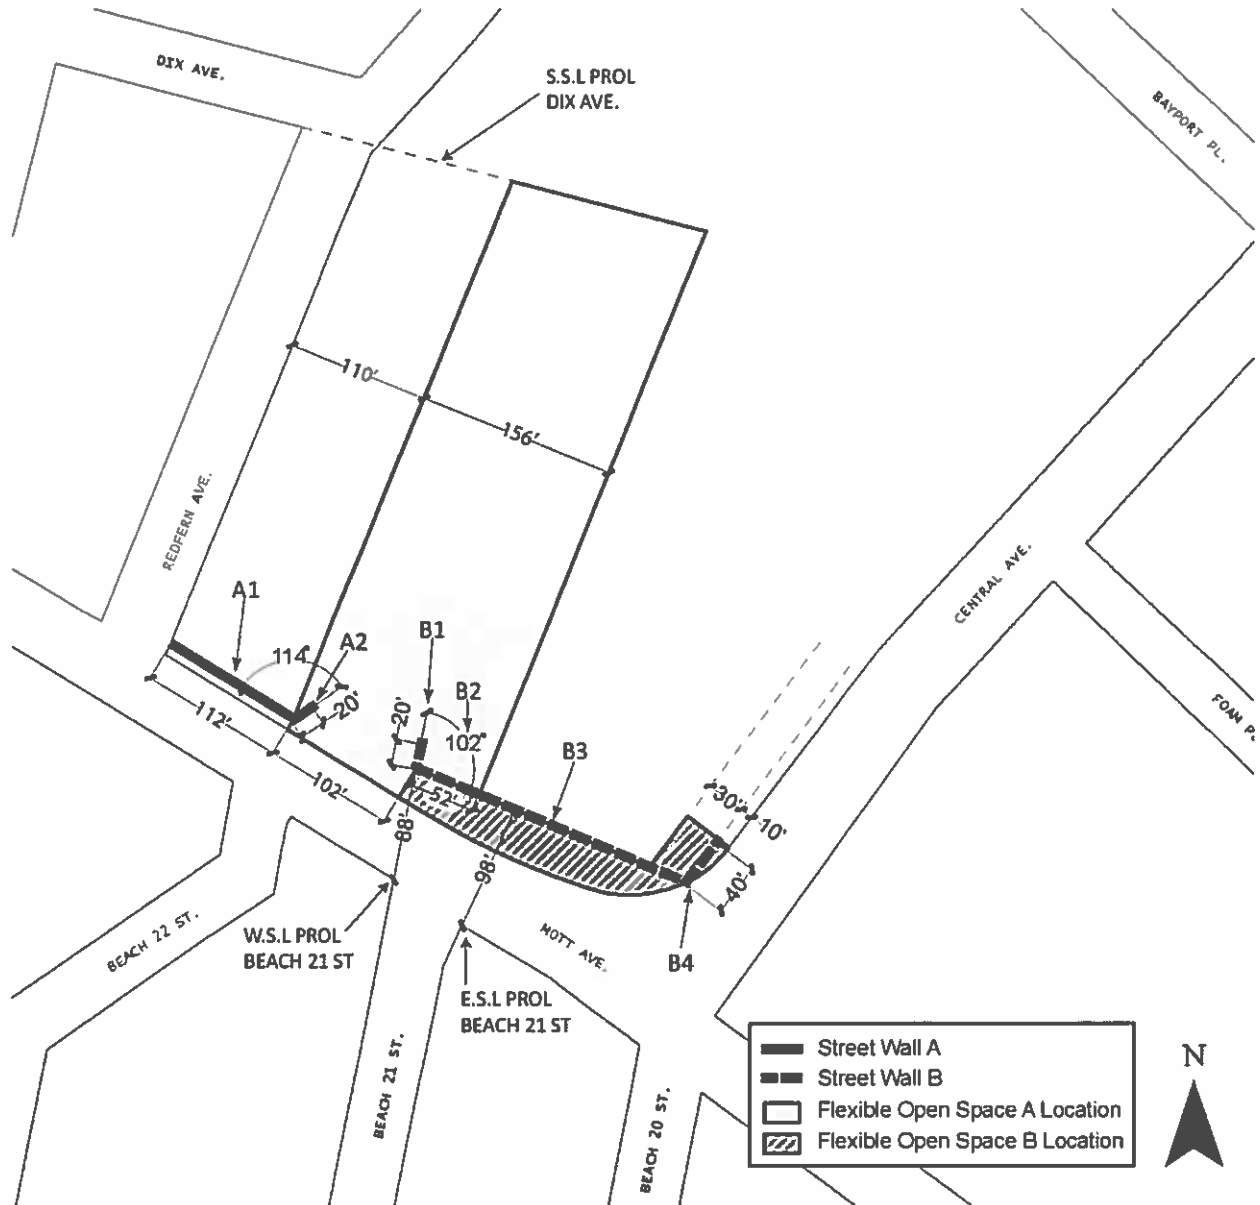 DIX AVE.
S.S.L PROL
DIX AVE.
BAYPORT PL.
110'
156'
REDFERN AVE.
CENTRAL AVE.
A1
114°
A2
20'
112'
102'
B1
20'
B2
102°
B3
52'
88'
98'
30'
10'
40'
B4
FOAM P
W.S.L PROL
BEACH 21 ST
E.S.L PROL
BEACH 21 ST
MOTT AVE.
BEACH 22 ST.
BEACH 21 ST.
BEACH 20 ST.
Street Wall A
Street Wall B
Flexible Open Space A Location
Flexible Open Space B Location
N